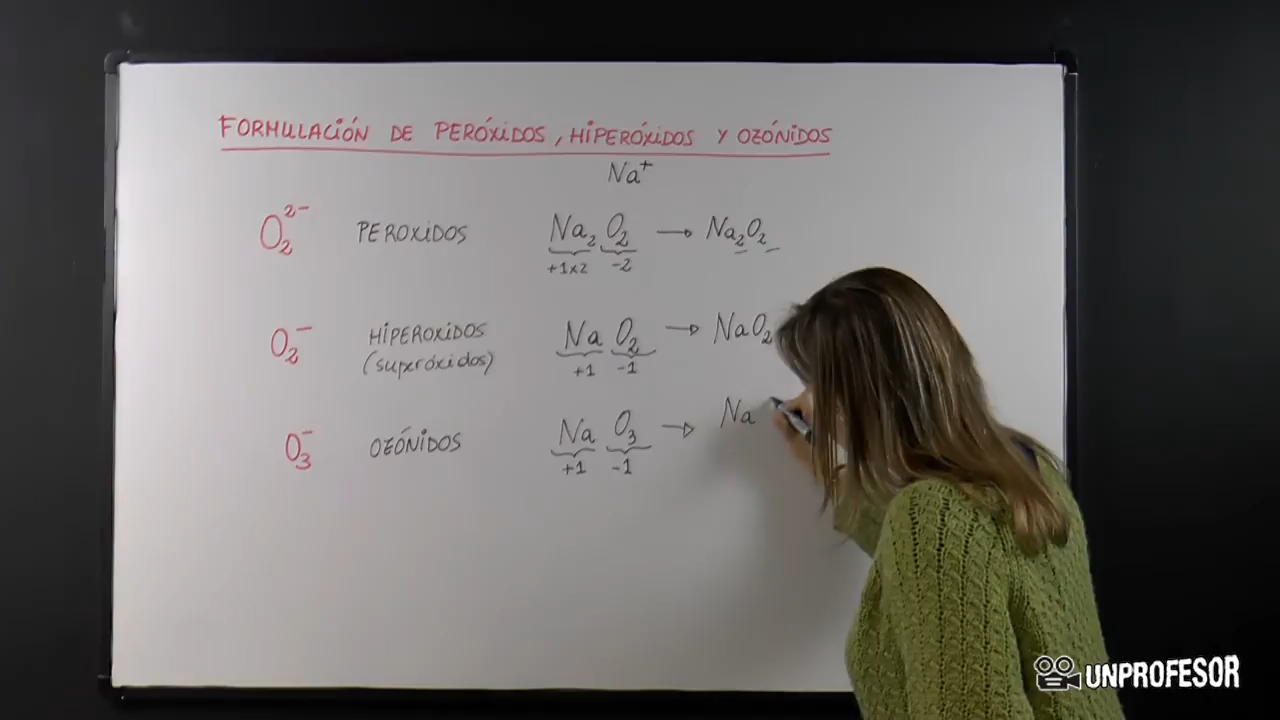 FORMULACIÓN DE PERÓXIDOS, HIPERÓXIDOS Y OZÓNIDOS
Na⁺
O₂²⁻ PEROXIDOS Na₂ O₂ → Na₂O₂
+1x2 -2
O₂⁻ HIPEROXIDOS Na O₂ → NaO₂
(superóxidos) +1 -1
O₃⁻ OZÓNIDOS Na O₃ → Na
+1 -1
UNPROFESOR